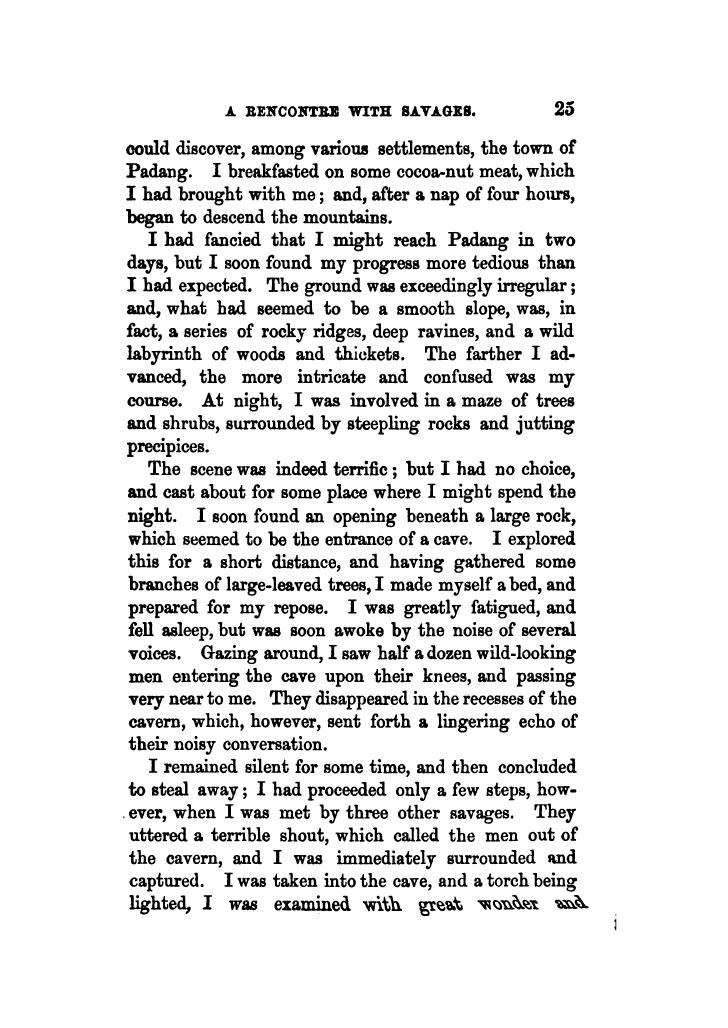 A RENCONTRE WITH SAVAGES. 25
could discover, among various settlements, the town of
Padang. I breakfasted on some cocoa-nut meat, which
I had brought with me; and, after a nap of four hours,
began to descend the mountains.
I had fancied that I might reach Padang in two
days, but I soon found my progress more tedious than
I had expected. The ground was exceedingly irregular;
and, what had seemed to be a smooth slope, was, in
fact, a series of rocky ridges, deep ravines, and a wild
labyrinth of woods and thickets. The farther I ad-
vanced, the more intricate and confused was my
course. At night, I was involved in a maze of trees
and shrubs, surrounded by steepling rocks and jutting
precipices.
The scene was indeed terrific; but I had no choice,
and cast about for some place where I might spend the
night. I soon found an opening beneath a large rock,
which seemed to be the entrance of a cave. I explored
this for a short distance, and having gathered some
branches of large-leaved trees, I made myself a bed, and
prepared for my repose. I was greatly fatigued, and
fell asleep, but was soon awoke by the noise of several
voices. Gazing around, I saw half a dozen wild-looking
men entering the cave upon their knees, and passing
very near to me. They disappeared in the recesses of the
cavern, which, however, sent forth a lingering echo of
their noisy conversation.
I remained silent for some time, and then concluded
to steal away; I had proceeded only a few steps, how-
ever, when I was met by three other savages. They
uttered a terrible shout, which called the men out of
the cavern, and I was immediately surrounded and
captured. I was taken into the cave, and a torch being
lighted, I was examined with great wonder and